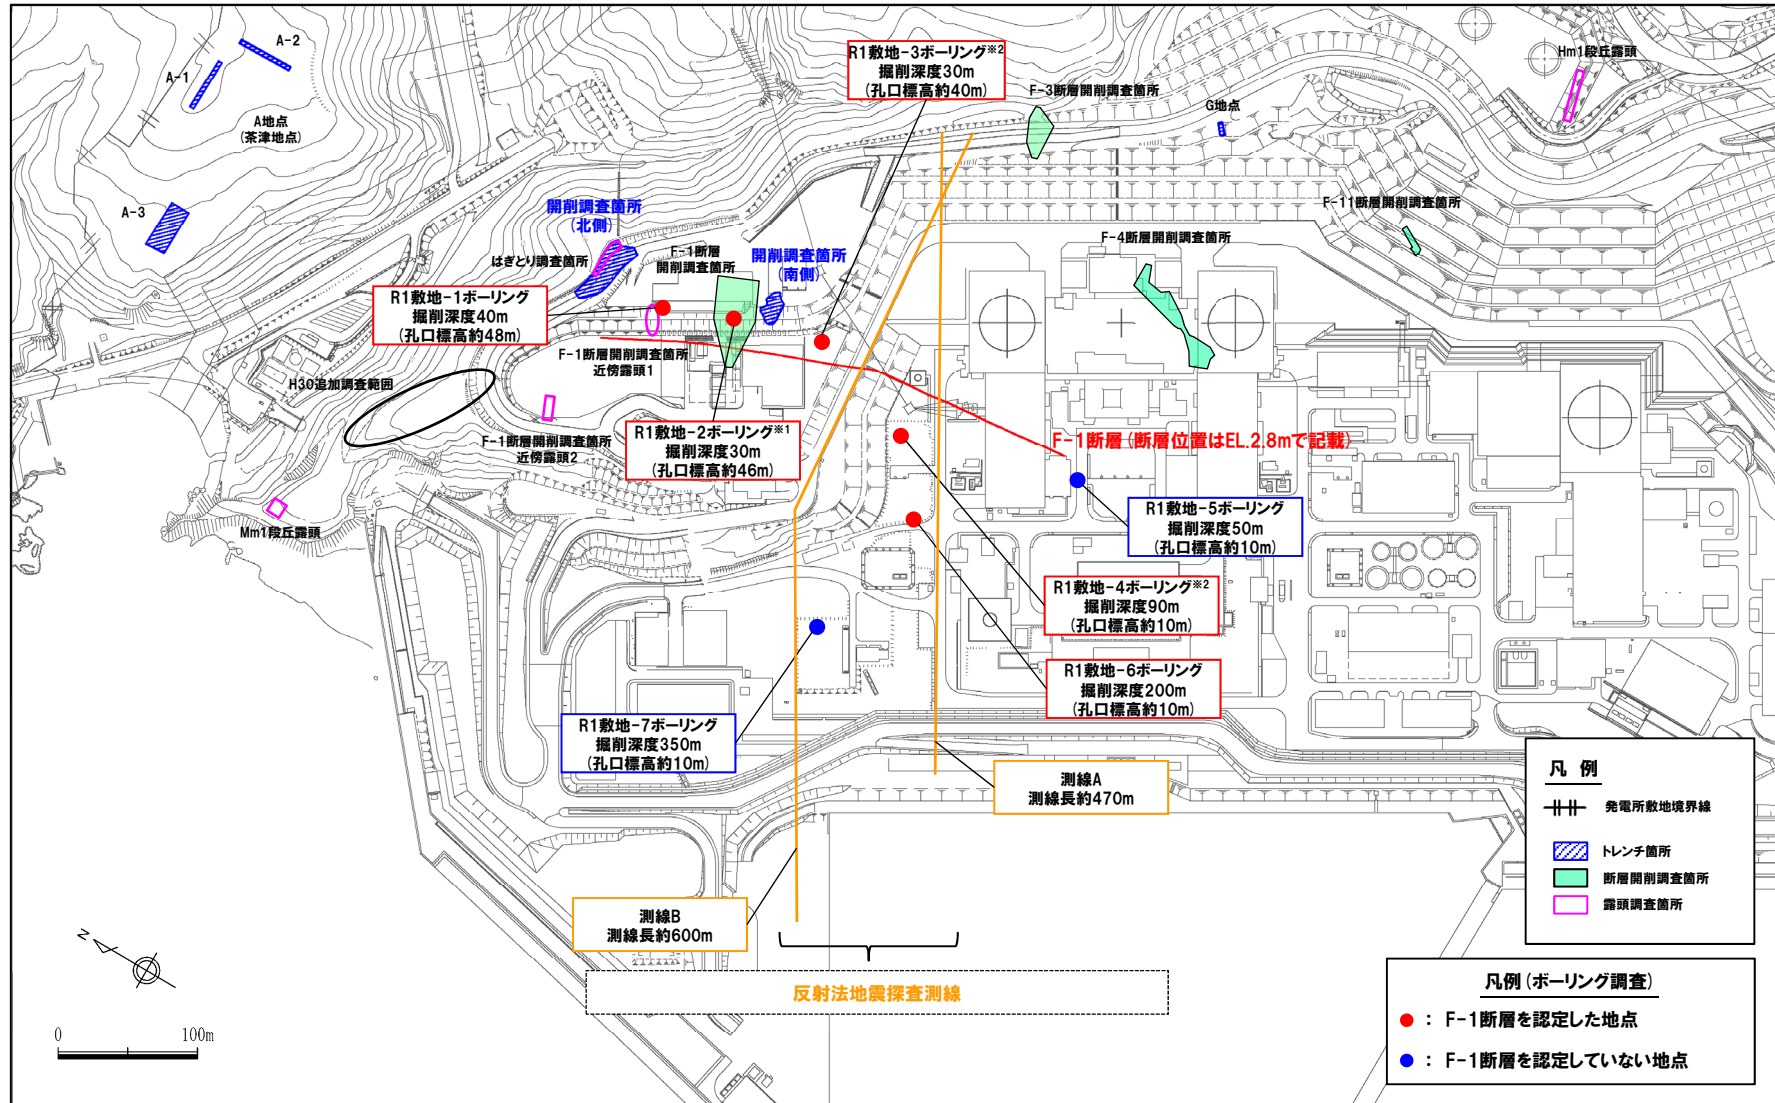 A-2
A-1
A地点
(茶津地点)
A-3
R1敷地-3ボーリング※2
掘削深度30m
(孔口標高約40m)
F-3断層開削調査箇所
G地点
Hm1段丘露頭
F-11断層開削調査箇所
F-4断層開削調査箇所
開削調査箇所
(北側)
はぎとり調査箇所
F-1断層
開削調査箇所
開削調査箇所
(南側)
R1敷地-1ボーリング
掘削深度40m
(孔口標高約48m)
F-1断層開削調査箇所
近傍露頭1
H30追加調査範囲
F-1断層開削調査箇所
近傍露頭2
R1敷地-2ボーリング※1
掘削深度30m
(孔口標高約46m)
F-1断層(断層位置はEL.2.8mで記載)
Mm1段丘露頭
R1敷地-5ボーリング
掘削深度50m
(孔口標高約10m)
R1敷地-4ボーリング※2
掘削深度90m
(孔口標高約10m)
R1敷地-6ボーリング
掘削深度200m
(孔口標高約10m)
R1敷地-7ボーリング
掘削深度350m
(孔口標高約10m)
測線A
測線長約470m
測線B
測線長約600m
反射法地震探査測線
N
0 100m
凡 例
発電所敷地境界線
トレンチ箇所
断層開削調査箇所
露頭調査箇所
凡例(ボーリング調査)
: F-1断層を認定した地点
: F-1断層を認定していない地点